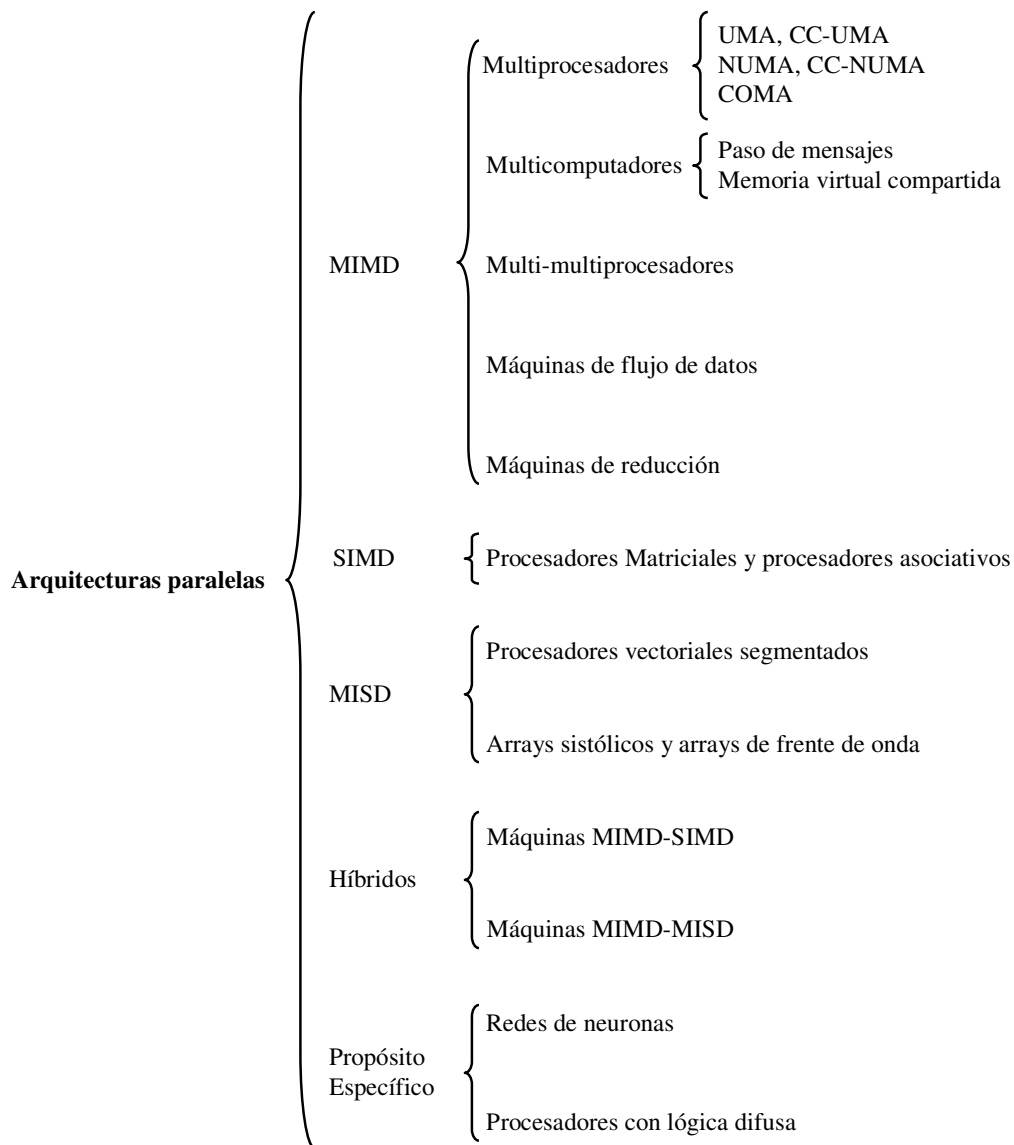 Arquitecturas paralelas
MIMD
Multiprocesadores
UMA, CC-UMA
NUMA, CC-NUMA
COMA
Multicomputadores
Paso de mensajes
Memoria virtual compartida
Multi-multiprocesadores
Máquinas de flujo de datos
Máquinas de reducción
SIMD
Procesadores Matriciales y procesadores asociativos
MISD
Procesadores vectoriales segmentados
Arrays sistólicos y arrays de frente de onda
Híbridos
Máquinas MIMD-SIMD
Máquinas MIMD-MISD
Propósito
Específico
Redes de neuronas
Procesadores con lógica difusa